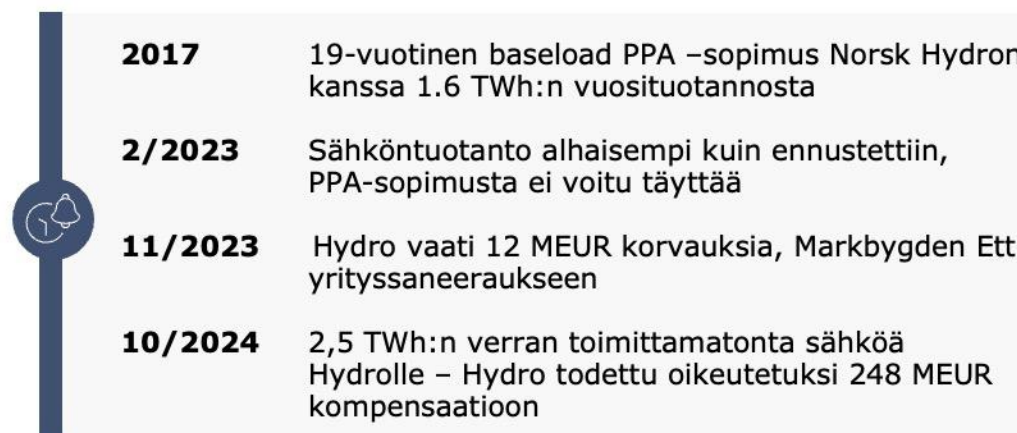 2017 19-vuotinen baseload PPA –sopimus Norsk Hydron
kanssa 1.6 TWh:n vuosituotannosta
2/2023 Sähköntuotanto alhaisempi kuin ennustettiin,
PPA-sopimusta ei voitu täyttää
11/2023 Hydro vaati 12 MEUR korvauksia, Markbygden Ett
yrityssaneeraukseen
10/2024 2,5 TWh:n verran toimittamatonta sähköä
Hydrolle – Hydro todettu oikeutetuksi 248 MEUR
kompensaatioon